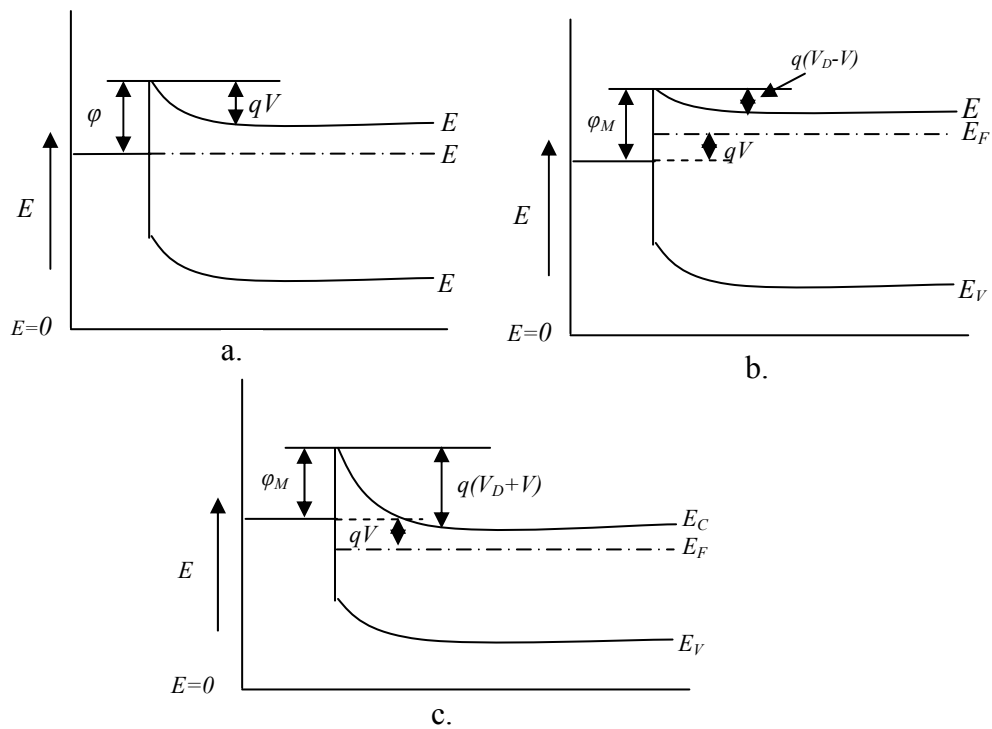 φ
qV
E
E
E
E
E=0
a.
q(V_D-V)
φ_M
E
E_F
qV
E
E_V
E=0
b.
φ_M
q(V_D+V)
E_C
qV
E_F
E
E_V
E=0
c.